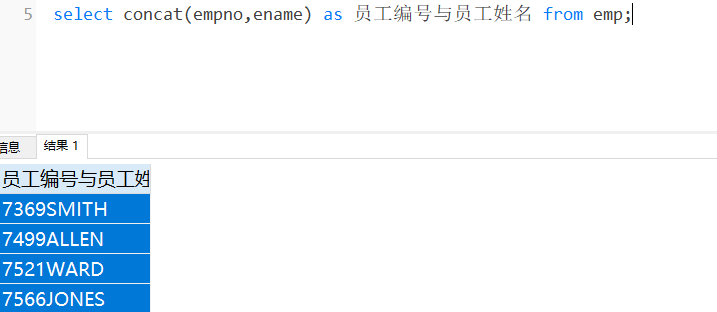 5 select concat(empno,ename) as 员工编号与员工姓名 from emp;
信息 结果 1
员工编号与员工姓
7369SMITH
7499ALLEN
7521WARD
7566JONES